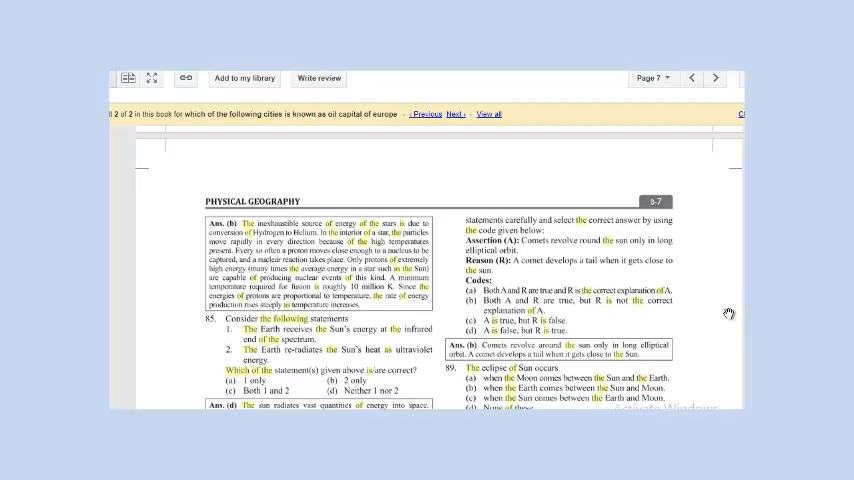 Add to my library
Write review
Page 7
lt 2 of 2 in this book for which of the following cities is known as oil capital of europe - ‹ Previous Next › - View all
PHYSICAL GEOGRAPHY
Ans. (b) The inexhaustible source of energy of the stars is due to
conversion of Hydrogen to Helium. In the interior of a star, the particles
move rapidly in every direction because of the high temperatures
present. Every so often a proton moves close enough to a nucleus to be
captured, and a nuclear reaction takes place. Only protons of extremely
high energy (many times the average energy in a star such as the Sun)
are capable of producing nuclear events of this kind. A minimum
temperature required for fusion is roughly 10 million K. Since the
energies of protons are proportional to temperature, the rate of energy
production rises steeply as temperature increases.
85. Consider the following statements
1. The Earth receives the Sun's energy at the infrared
end of the spectrum.
2. The Earth re-radiates the Sun's heat as ultraviolet
energy.
Which of the statement(s) given above is/are correct?
(a) 1 only (b) 2 only
(c) Both 1 and 2 (d) Neither 1 nor 2
Ans. (d) The sun radiates vast quantities of energy into space.
statements carefully and select the correct answer by using
the code given below:
Assertion (A): Comets revolve round the sun only in long
elliptical orbit.
Reason (R): A comet develops a tail when it gets close to
the sun.
Codes:
(a) Both A and R are true and R is the correct explanation of A.
(b) Both A and R are true, but R is not the correct
explanation of A.
(c) A is true, but R is false.
(d) A is false, but R is true.
Ans. (b) Comets revolve around the sun only in long elliptical
orbit. A comet develops a tail when it gets close to the Sun.
89. The eclipse of Sun occurs
(a) when the Moon comes between the Sun and the Earth.
(b) when the Earth comes between the Sun and Moon.
(c) when the Sun comes between the Earth and Moon.
(d) None of these
Activate Windows